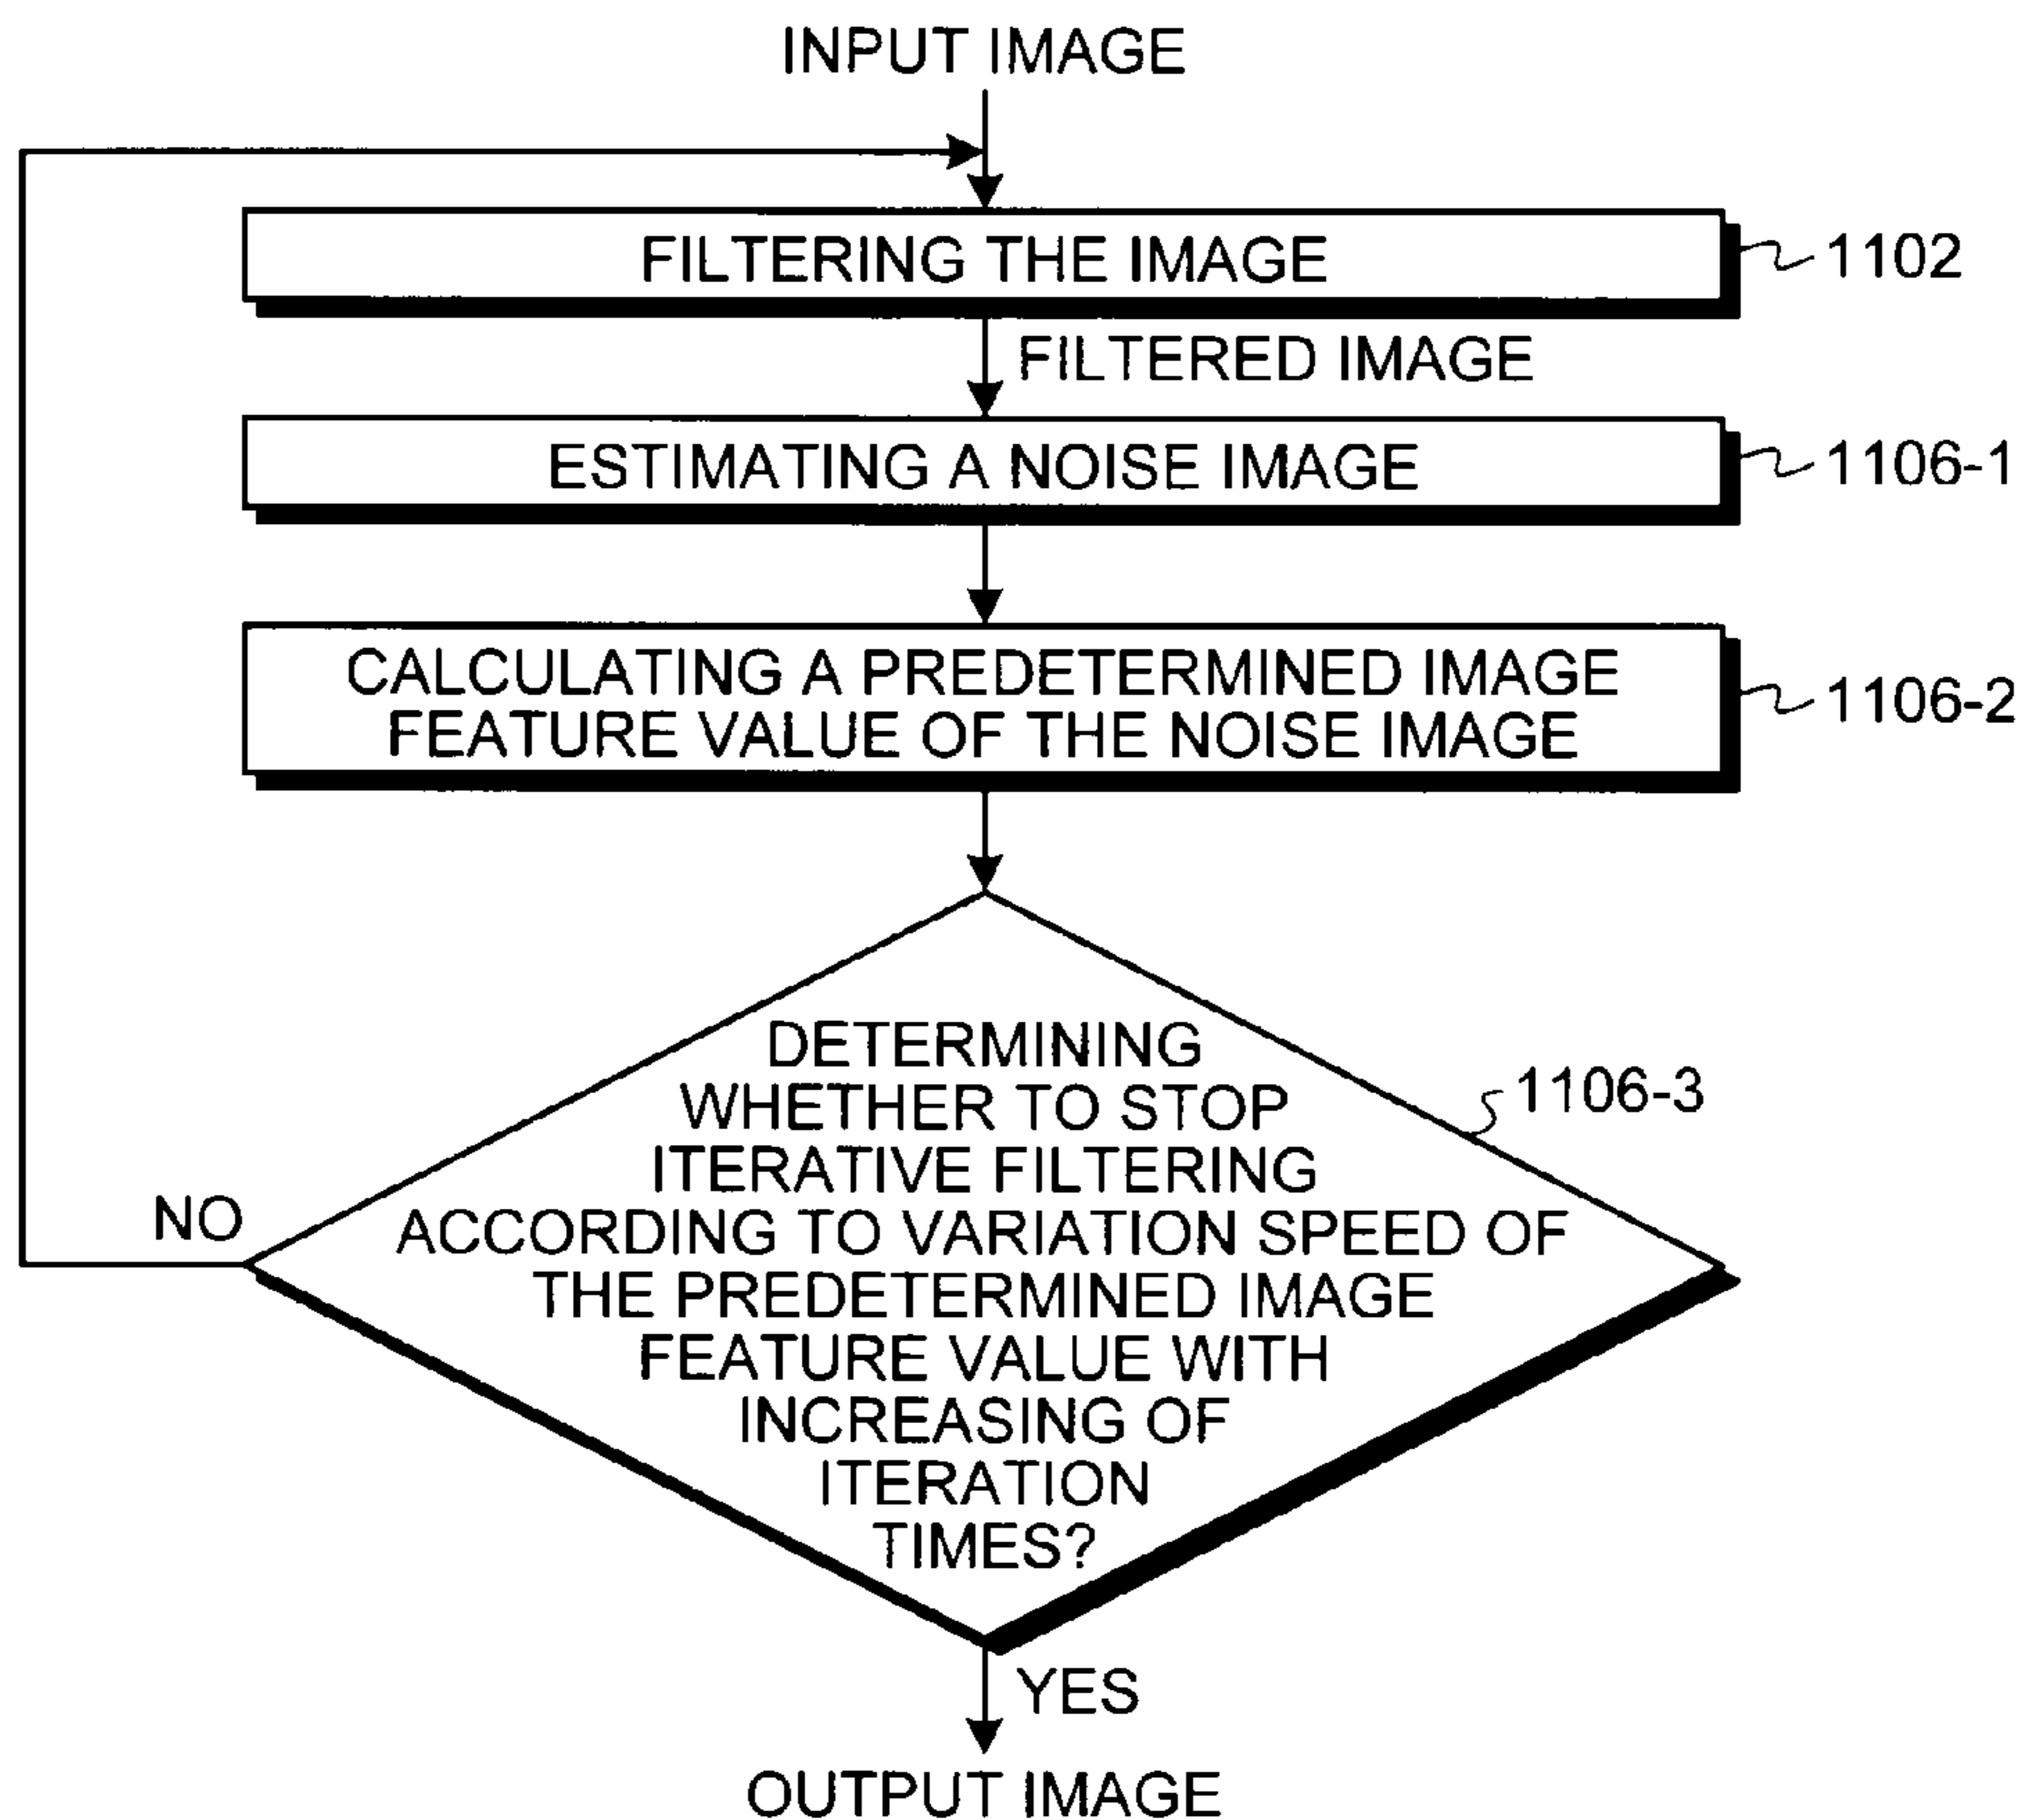 INPUT IMAGE
FILTERING THE IMAGE
1102
FILTERED IMAGE
ESTIMATING A NOISE IMAGE
1106-1
CALCULATING A PREDETERMINED IMAGE
FEATURE VALUE OF THE NOISE IMAGE
1106-2
DETERMINING
WHETHER TO STOP
ITERATIVE FILTERING
ACCORDING TO VARIATION SPEED OF
THE PREDETERMINED IMAGE
FEATURE VALUE WITH
INCREASING OF
ITERATION
TIMES?
1106-3
NO
YES
OUTPUT IMAGE